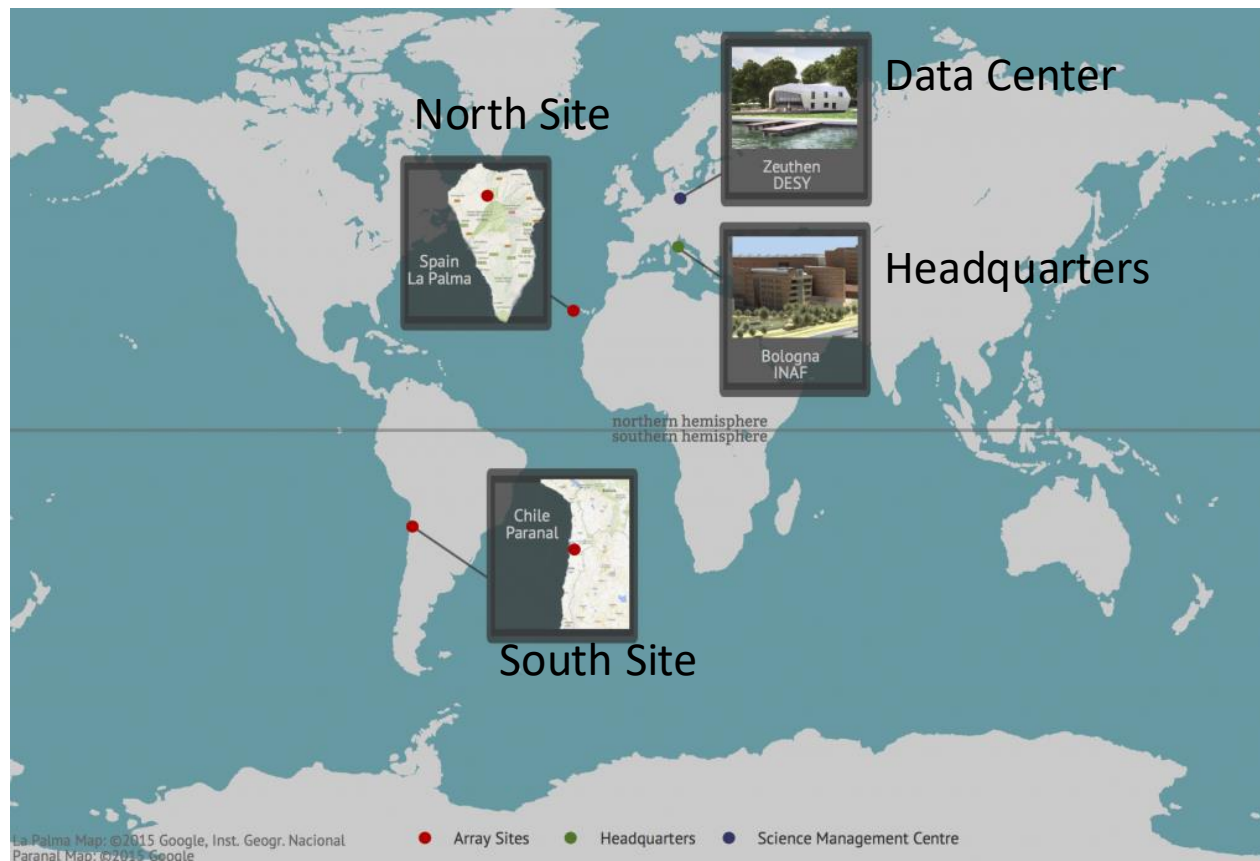 Data Center
North Site
Zeuthen
DESY
Spain
La Palma
Headquarters
Bologna
INAF
northern hemisphere
southern hemisphere
Chile
Paranal
South Site
La Palma Map: ©2015 Google, Inst. Geogr. Nacional
Paranal Map: ©2015 Google
Array Sites
Headquarters
Science Management Centre